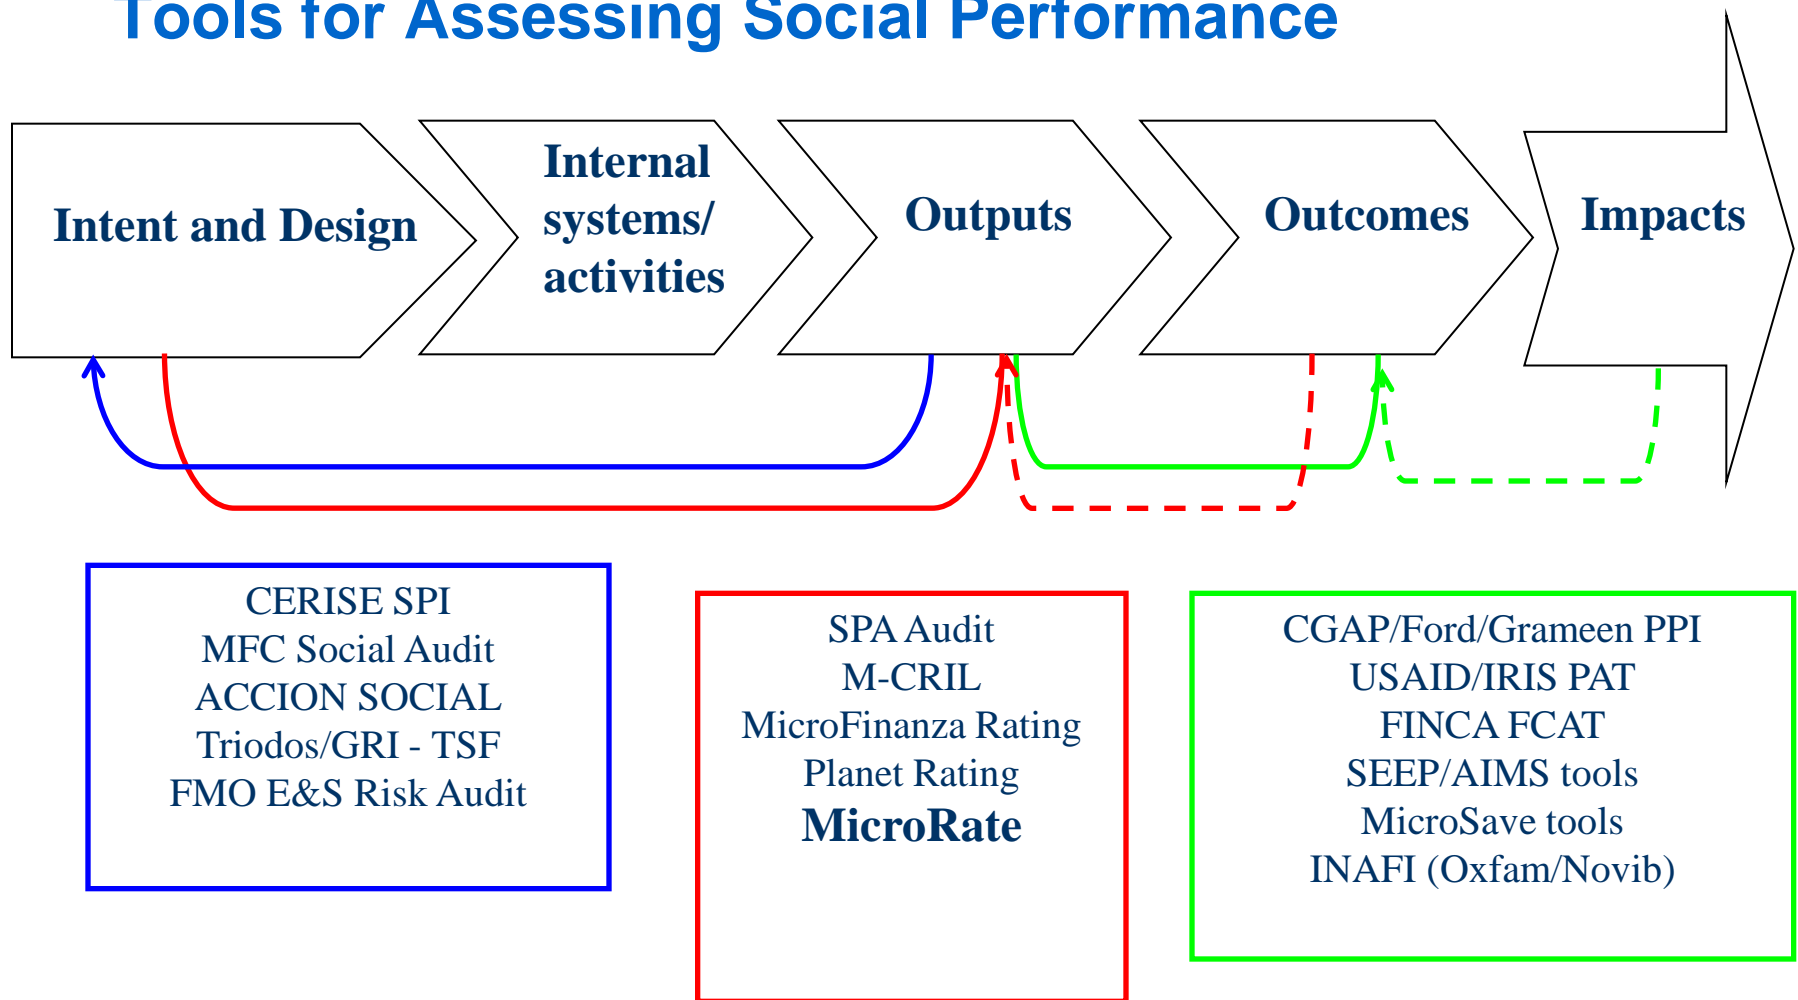 Tools for Assessing Social Performance
Intent and Design
Internal
systems/
activities
Outputs
Outcomes
Impacts
CERISE SPI
MFC Social Audit
ACCION SOCIAL
Triodos/GRI - TSF
FMO E&S Risk Audit
SPA Audit
M-CRIL
MicroFinanza Rating
Planet Rating
MicroRate
CGAP/Ford/Grameen PPI
USAID/IRIS PAT
FINCA FCAT
SEEP/AIMS tools
MicroSave tools
INAFI (Oxfam/Novib)